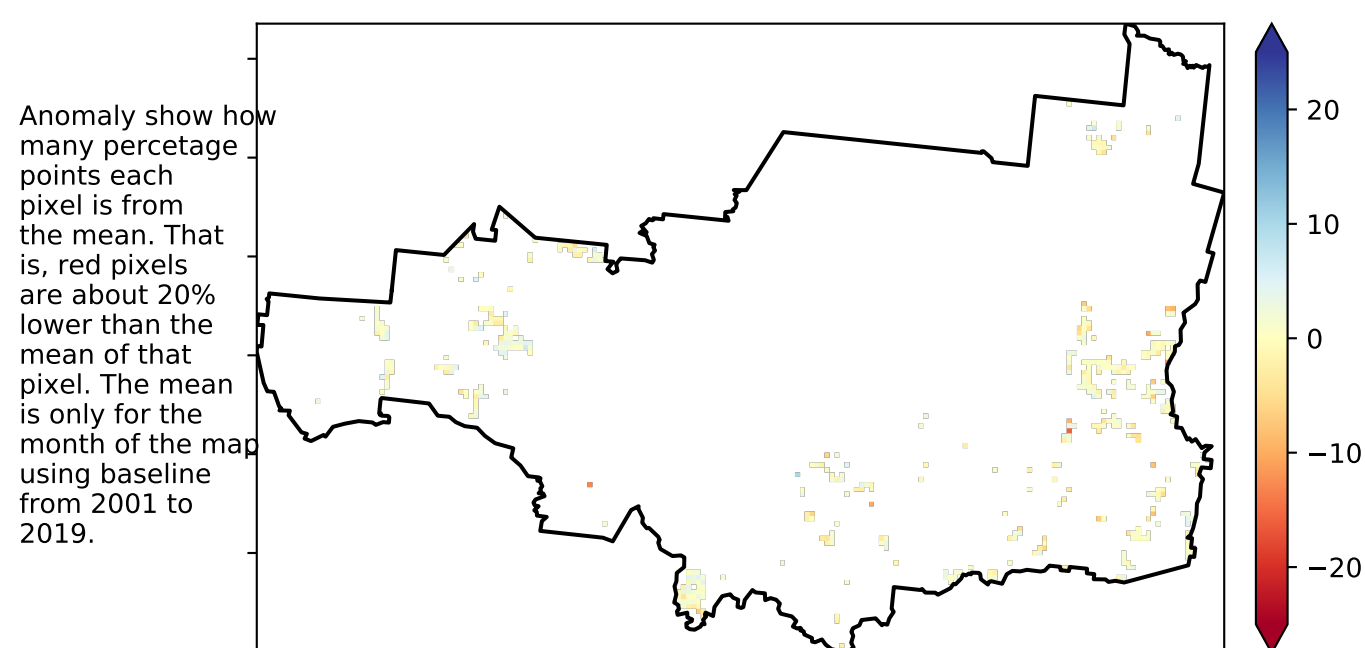 Anomaly show how
many percetage
points each
pixel is from
the mean. That
is, red pixels
are about 20%
lower than the
mean of that
pixel. The mean
is only for the
month of the map
using baseline
from 2001 to
2019.
20
10
0
−10
−20